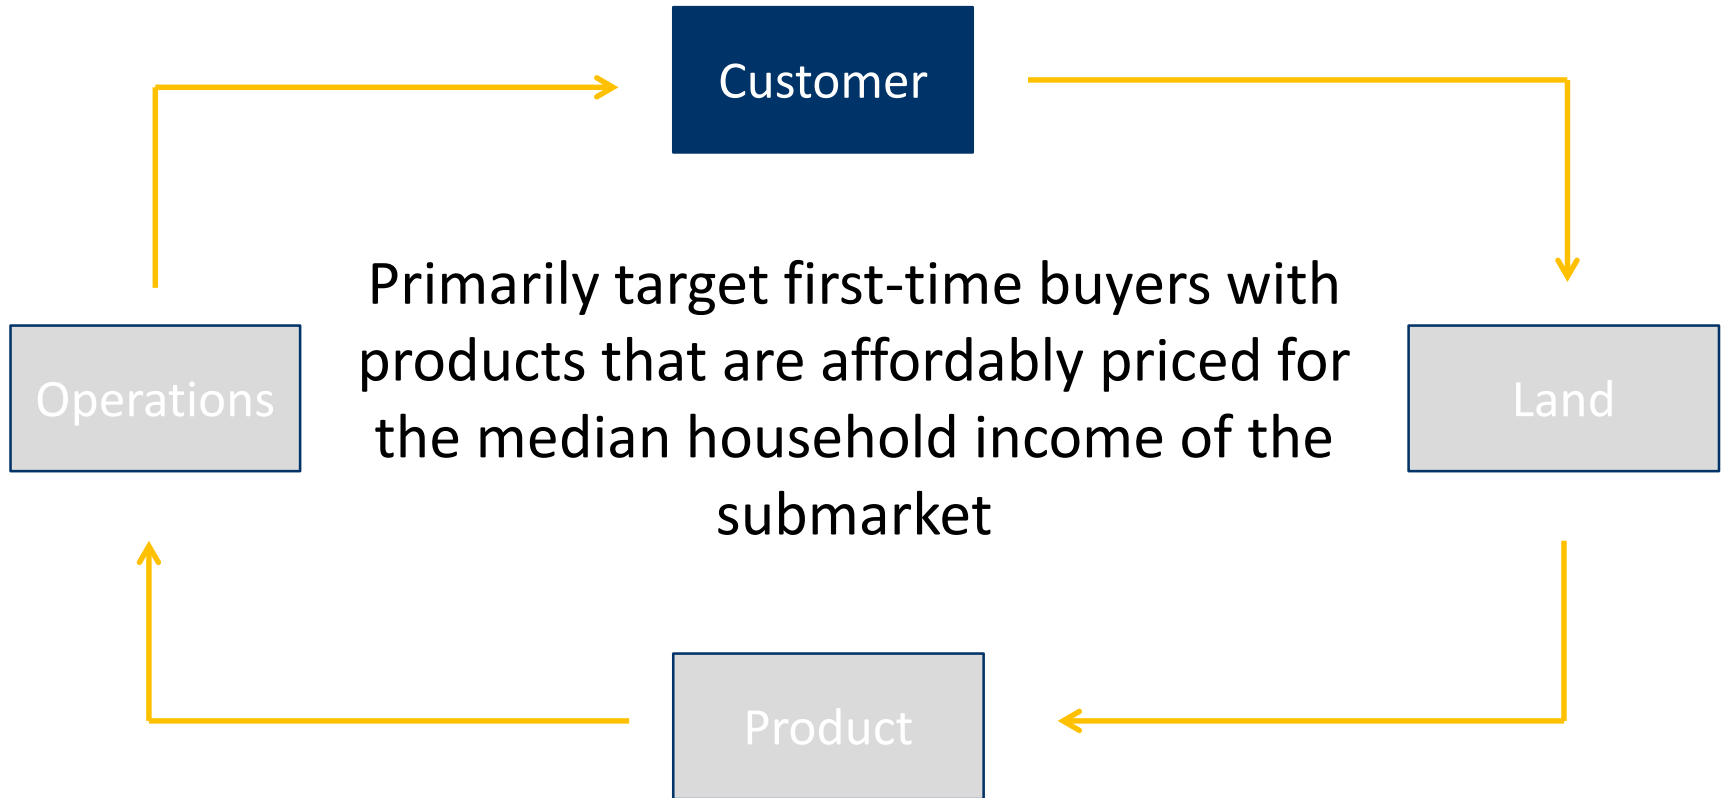 Customer
Primarily target first-time buyers with
products that are affordably priced for
the median household income of the
submarket
Operations
Land
Product